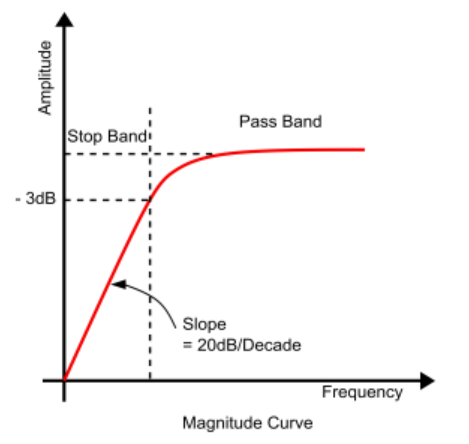 Amplitude
Stop Band
Pass Band
- 3dB
Slope
= 20dB/Decade
Frequency
Magnitude Curve